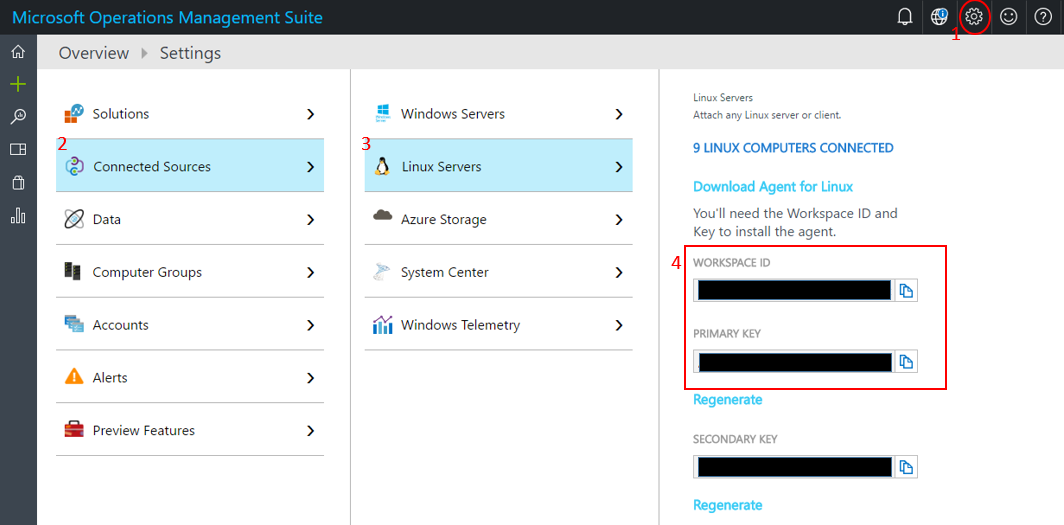 Microsoft Operations Management Suite
1
Overview Settings
2
Solutions
Connected Sources
Data
Computer Groups
Accounts
Alerts
Preview Features
3
Windows Servers
Linux Servers
Azure Storage
System Center
Windows Telemetry
Linux Servers
Attach any Linux server or client.
9 LINUX COMPUTERS CONNECTED
Download Agent for Linux
You'll need the Workspace ID and
Key to install the agent.
4
WORKSPACE ID
PRIMARY KEY
Regenerate
SECONDARY KEY
Regenerate